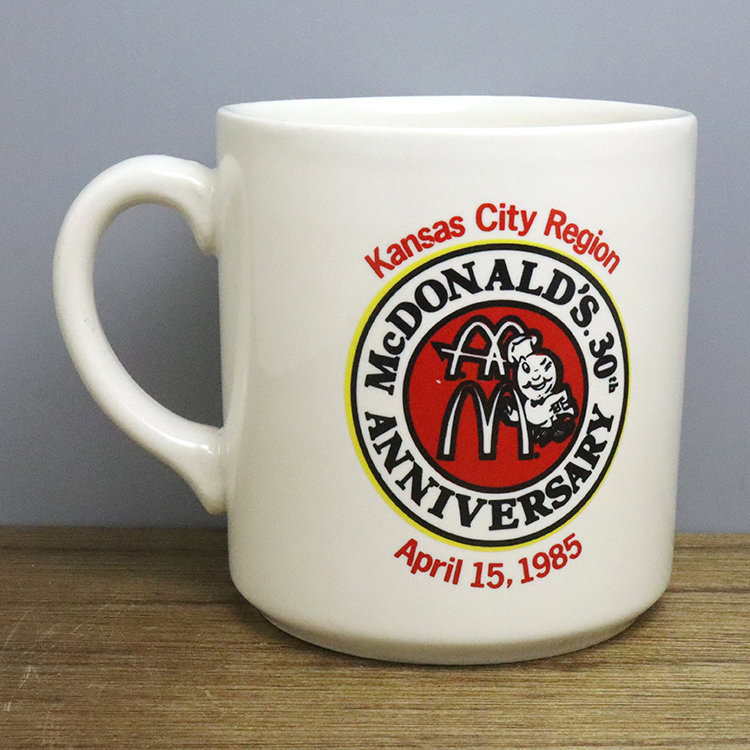 Kansas City Region
McDONALD'S. 30th
ANNIVERSARY
April 15, 1985